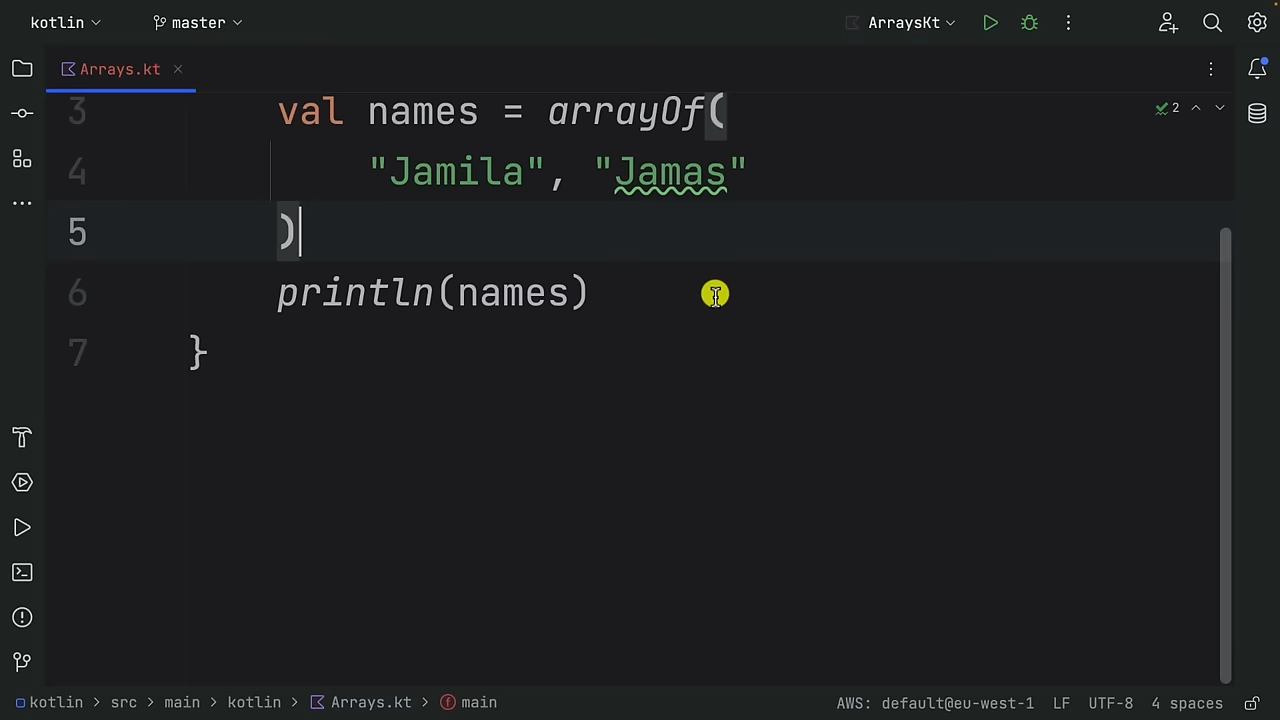 kotlin master ArraysKt
Arrays.kt
3 val names = arrayOf(
2
4 "Jamila", "Jamas"
5 )
6 println(names)
7 }
kotlin > src > main > kotlin > Arrays.kt > main AWS: default@eu-west-1 LF UTF-8 4 spaces